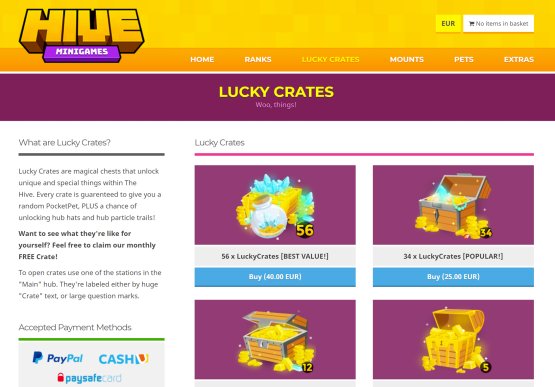 HIVE
MINIGAMES
EUR
No items in basket
HOME RANKS LUCKY CRATES MOUNTS PETS EXTRAS
LUCKY CRATES
Woo, things!
What are Lucky Crates?
Lucky Crates are magical chests that unlock
unique and special things within The
Hive. Every crate is guarenteed to give you a
random PocketPet, PLUS a chance of
unlocking hub hats and hub particle trails!
Want to see what they're like for
yourself? Feel free to claim our monthly
FREE Crate!
To open crates use one of the stations in the
"Main" hub. They're labeled either by huge
"Crate" text, or large question marks.
Accepted Payment Methods
PayPal CASHU
paysafecard
Lucky Crates
56
56 x LuckyCrates [BEST VALUE!]
Buy (40.00 EUR)
34
34 x LuckyCrates [POPULAR!]
Buy (25.00 EUR)
12
5